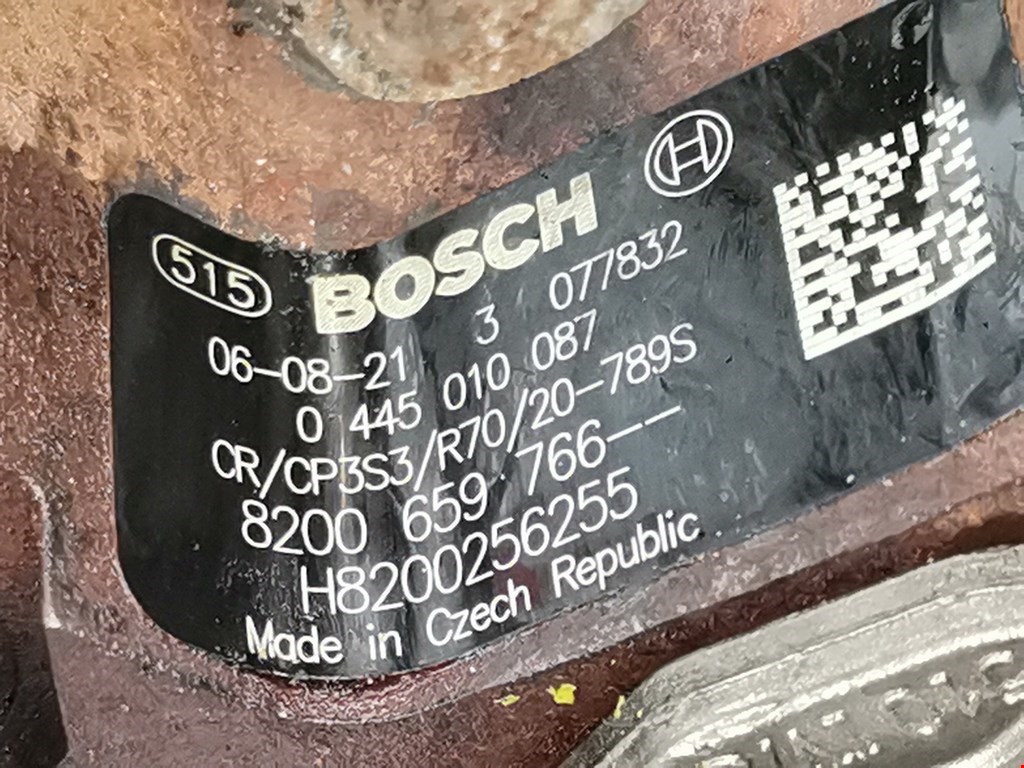 515 BOSCH
06-08-21 3 077832
0 445 010 087
CR/CP3S3/R70/20-789S
8200 659 766--
H8200256255
Made in Czech Republic